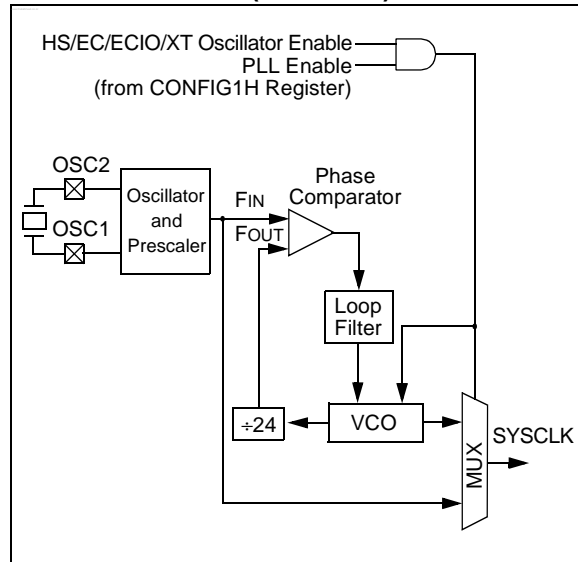 HS/EC/ECIO/XT Oscillator Enable
PLL Enable
(from CONFIG1H Register)
OSC2
OSC1
Oscillator
and
Prescaler
FIN
FOUT
Phase
Comparator
Loop
Filter
÷24
VCO
MUX
SYSCLK